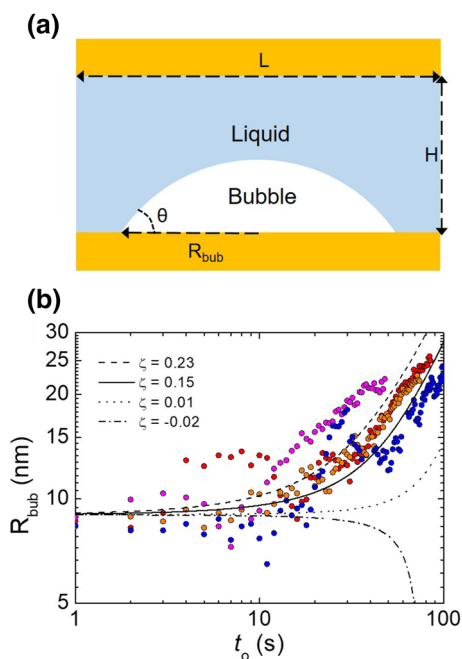 (a)
L
Liquid
H
Bubble
θ
R_bub
(b)
30
25
20
15
10
5
R_bub (nm)
ζ = 0.23
ζ = 0.15
ζ = 0.01
ζ = -0.02
1
10
100
t_o (s)